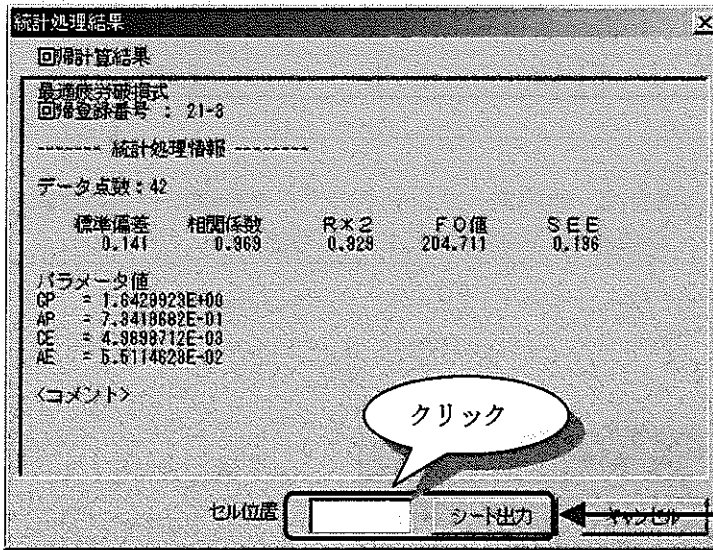 統計処理結果
回帰計算結果
最適疲労破損式
回帰登録番号 : 21-3
------- 統計処理情報 --------
データ点数:42
標準偏差 相関係数 R*2 F0値 SEE
0.141 0.969 0.929 204.711 0.196
パラメータ値
CP = 1.6429923E+00
AP = 7.3418682E-01
CE = 4.9898712E-03
AE = 5.5114628E-02
<コメント>
クリック
セル位置 シート出力 キャンセル